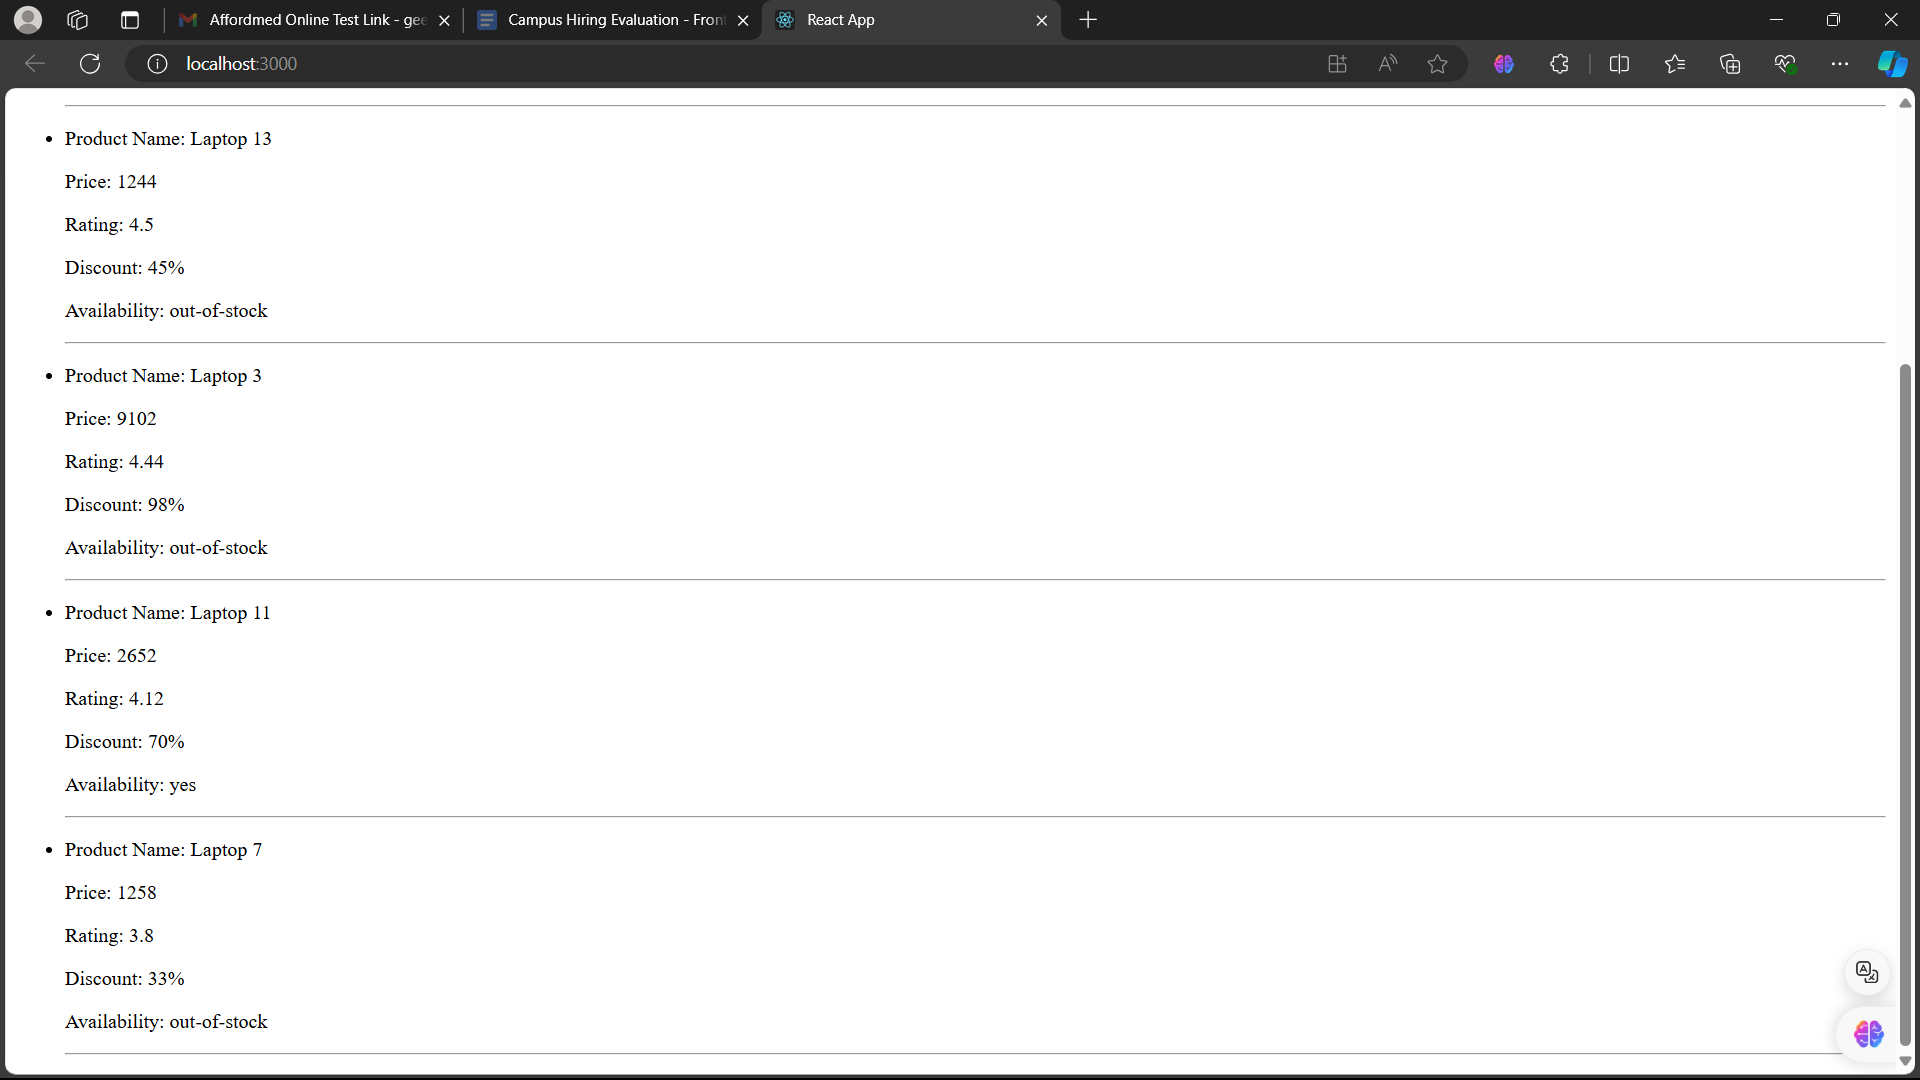 Affordmed Online Test Link - gee
Campus Hiring Evaluation - Front
React App
localhost:3000
Product Name: Laptop 13
Price: 1244
Rating: 4.5
Discount: 45%
Availability: out-of-stock
Product Name: Laptop 3
Price: 9102
Rating: 4.44
Discount: 98%
Availability: out-of-stock
Product Name: Laptop 11
Price: 2652
Rating: 4.12
Discount: 70%
Availability: yes
Product Name: Laptop 7
Price: 1258
Rating: 3.8
Discount: 33%
Availability: out-of-stock